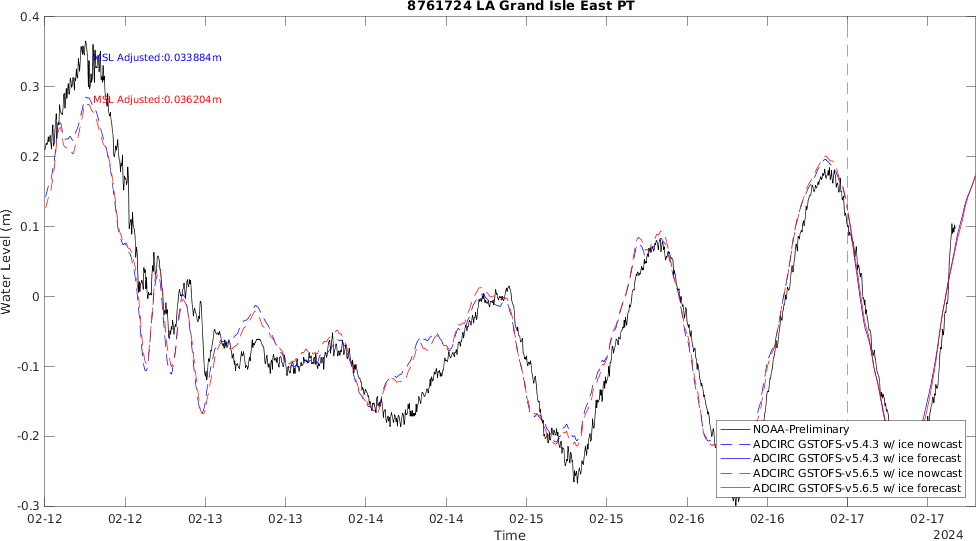 8761724 LA Grand Isle East PT
0.4
0.3
0.2
0.1
0
-0.1
-0.2
-0.3
Water Level (m)
MSL Adjusted:0.033884m
MSL Adjusted:0.036204m
NOAA-Preliminary
ADCIRC GSTOFS-v5.4.3 w/ ice nowcast
ADCIRC GSTOFS-v5.4.3 w/ ice forecast
ADCIRC GSTOFS-v5.6.5 w/ ice nowcast
ADCIRC GSTOFS-v5.6.5 w/ ice forecast
02-12 02-12 02-13 02-13 02-14 02-14 02-15 02-15 02-16 02-16 02-17 02-17
2024
Time